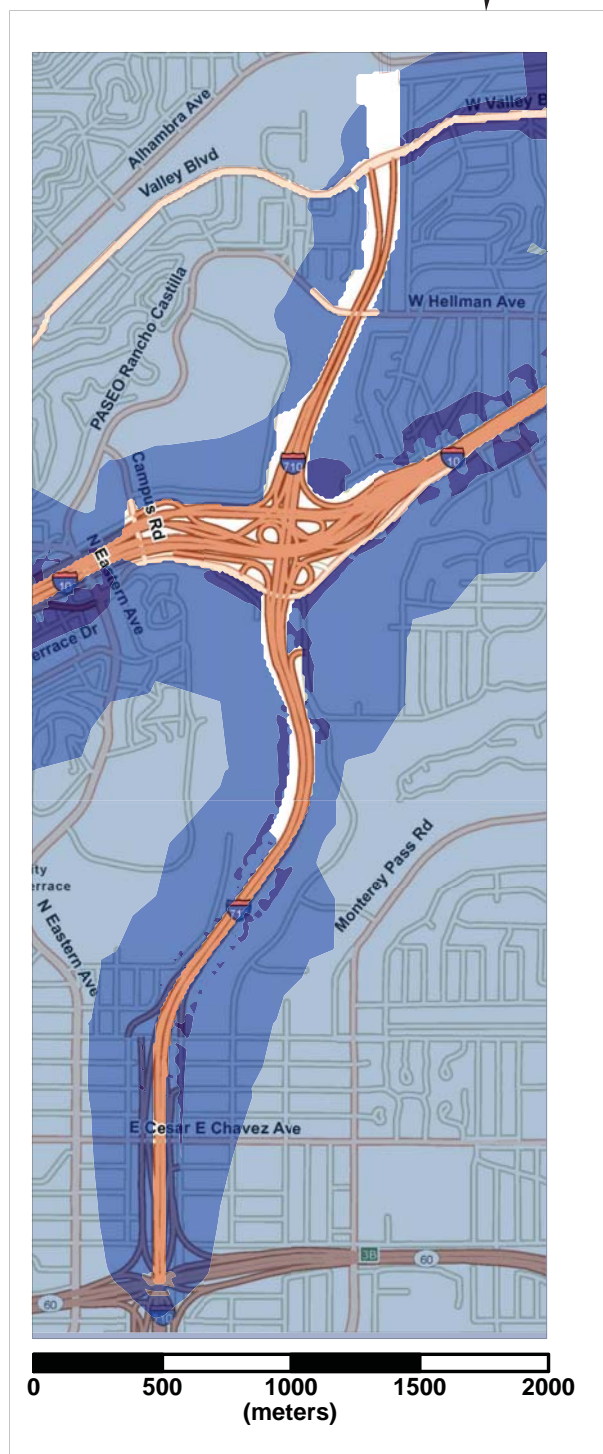 Alhambra Ave
W Valley B
Valley Blvd
PASEO Rancho Castilla
W Hellman Ave
710
10
Campus Rd
N Eastern Ave
10
errace Dr
Monterey Pass Rd
ity
errace
71
N Eastern Ave
E Cesar E Chavez Ave
3B
60
60
710
0 500 1000 1500 2000
(meters)